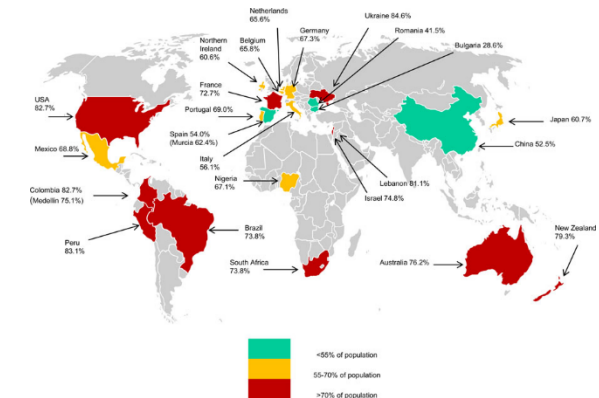 Netherlands
65.6%
Northern
Ireland
60.6%
Belgium
65.8%
Germany
67.3%
Ukraine 84.6%
Romania 41.5%
Bulgaria 28.6%
France
72.7%
USA
82.7%
Portugal 69.0%
Spain 54.0%
(Murcia 62.4%)
Japan 60.7%
China 52.5%
Mexico 68.8%
Italy
56.1%
Nigeria
67.1%
Lebanon 81.1%
Israel 74.8%
Colombia 82.7%
(Medellin 75.1%)
Peru
83.1%
Brazil
73.8%
South Africa
73.8%
New Zealand
79.3%
Australia 76.2%
<55% of population
55-70% of population
>70% of population